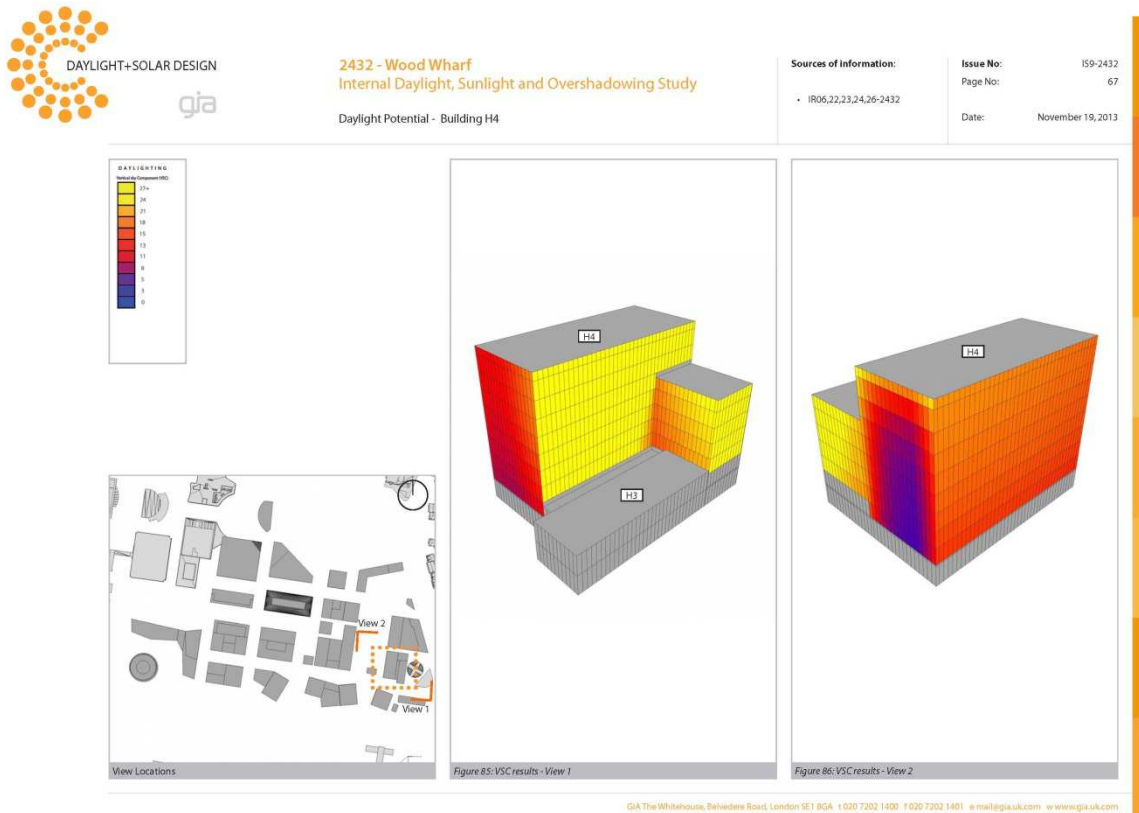 DAYLIGHT+SOLAR DESIGN
gia
2432 - Wood Wharf
Internal Daylight, Sunlight and Overshadowing Study
Daylight Potential - Building H4
Sources of information:
• IR06,22,23,24,26-2432
Issue No: IS9-2432
Page No: 67
Date: November 19, 2013
DAYLIGHTING
Vertical Sky Component (VSC)
27+
24
21
18
15
13
11
8
5
3
0
View 2
View 1
View Locations
H4
H3
Figure 85: VSC results - View 1
H4
Figure 86: VSC results - View 2
GIA The Whitehouse, Belvedere Road, London SE1 8GA t 020 7202 1400 f 020 7202 1401 e mail@gia.uk.com w www.gia.uk.com